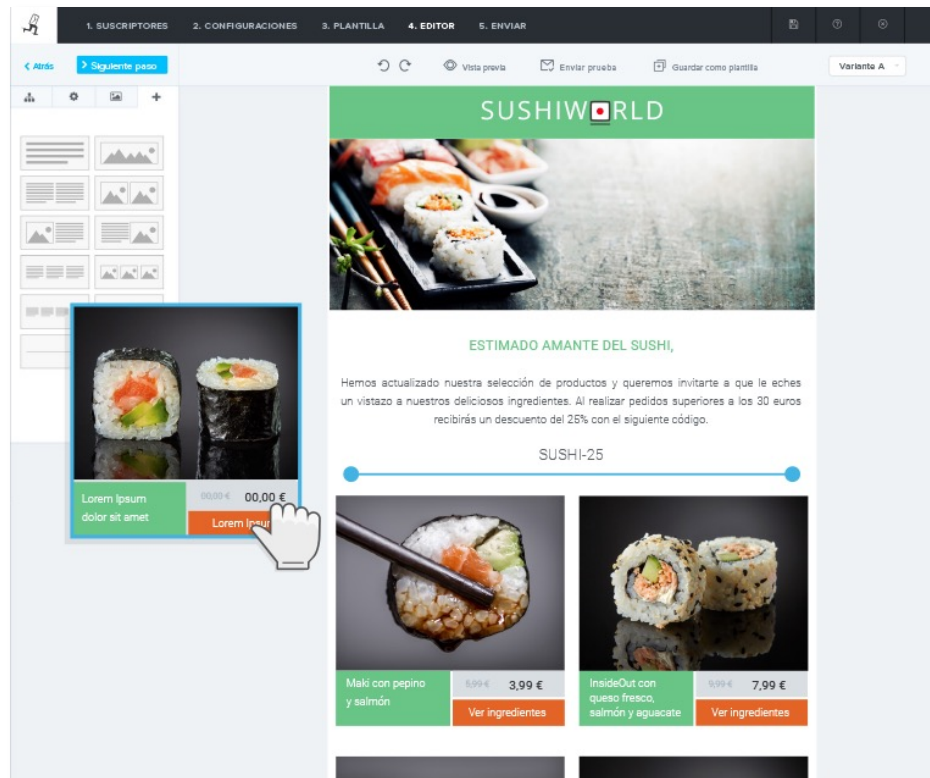 1. SUSCRIPTORES 2. CONFIGURACIONES 3. PLANTILLA 4. EDITOR 5. ENVIAR
Atrás Siguiente paso Vista previa Enviar prueba Guardar como plantilla Variante A
SUSHIWORLD
ESTIMADO AMANTE DEL SUSHI,
Hemos actualizado nuestra selección de productos y queremos invitarte a que le eches
un vistazo a nuestros deliciosos ingredientes. Al realizar pedidos superiores a los 30 euros
recibirás un descuento del 25% con el siguiente código.
SUSHI-25
Lorem Ipsum
dolor sit amet
00,00 € 00,00 €
Lorem Ipsum
Maki con pepino
y salmón
5,99 € 3,99 €
Ver ingredientes
InsideOut con
queso fresco,
salmón y aguacate
9,99 € 7,99 €
Ver ingredientes